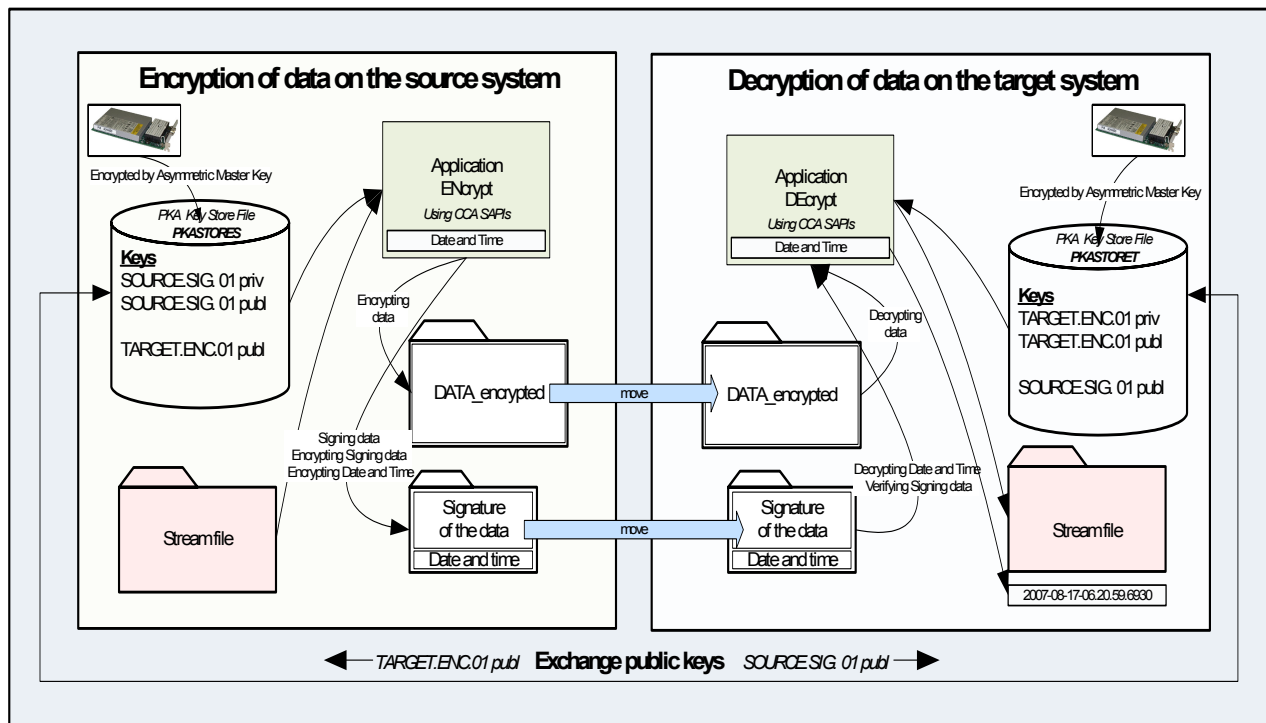 Encryption of data on the source system
Encrypted by Asymmetric Master Key
PKA Key Store File
PKASTORES
Keys
SOURCE.SIG. 01 priv
SOURCE.SIG. 01 publ
TARGET.ENC.01 publ
Application
ENcrypt
Using CCA SAPIs
Date and Time
Encrypting
data
DATA_encrypted
Signing data
Encrypting Signing data
Encrypting Date and Time
Stream file
Signature
of the data
Date and time
move
move
Decryption of data on the target system
Application
DEcrypt
Using CCA SAPIs
Date and Time
Encrypted by Asymmetric Master Key
PKA Key Store File
PKASTORET
Keys
TARGET.ENC.01 priv
TARGET.ENC.01 publ
SOURCE.SIG. 01 publ
Decrypting
data
DATA_encrypted
Decrypting Date and Time
Verifying Signing data
Signature
of the data
Date and time
Stream file
2007-08-17-06.20.59.6930
TARGET.ENC.01 publ Exchange public keys SOURCE.SIG. 01 publ